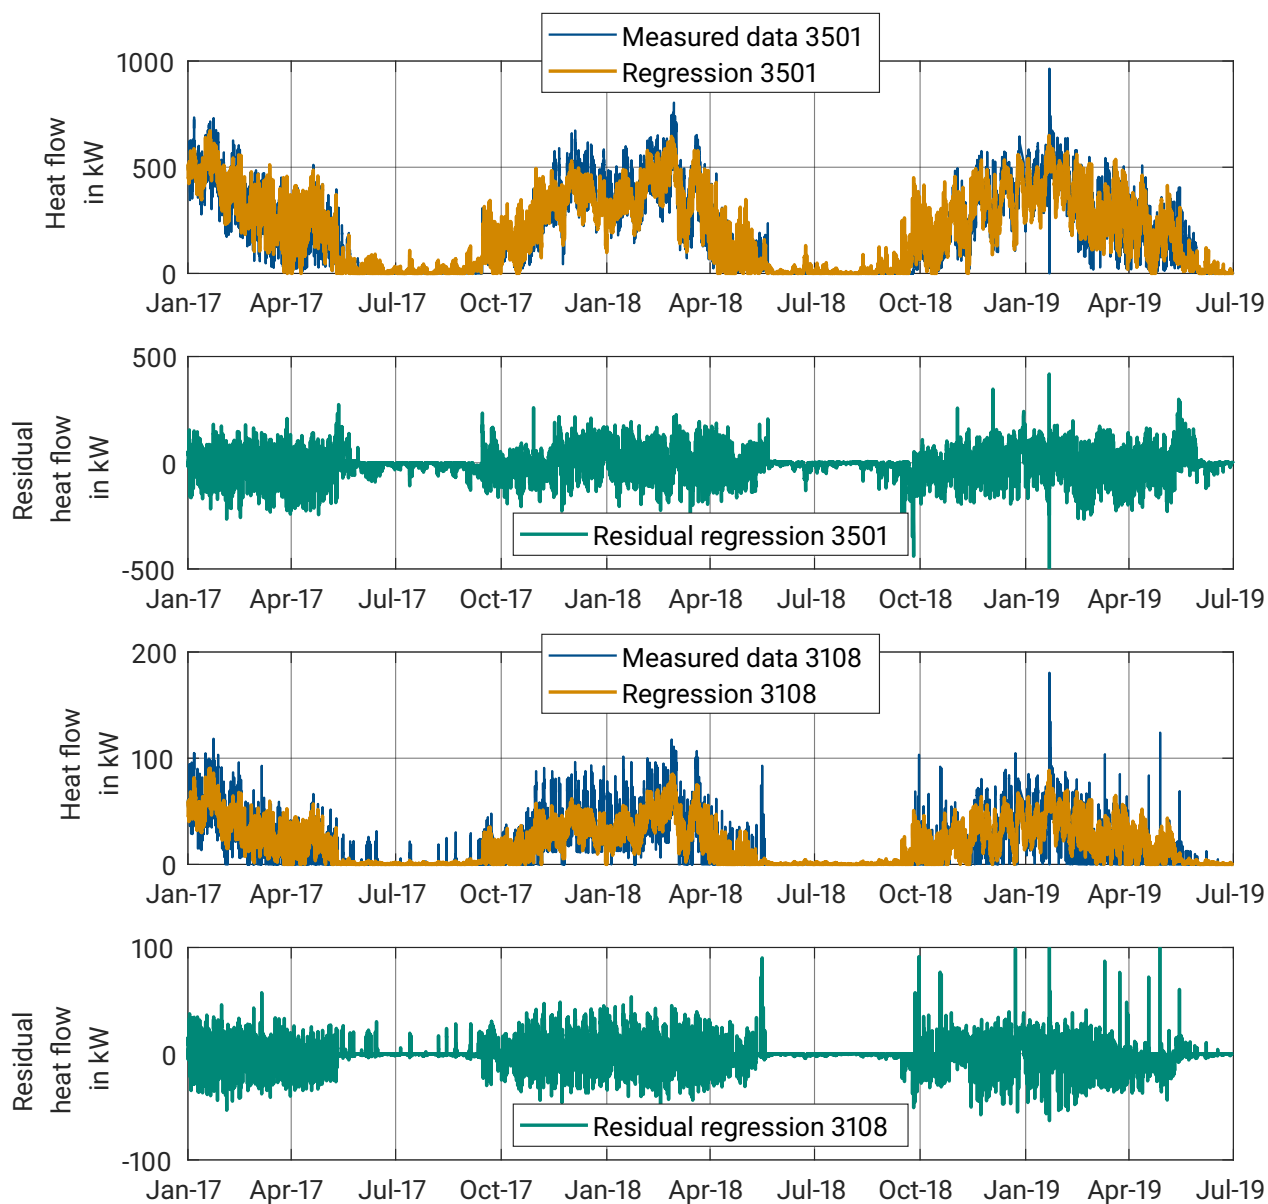 Measured data 3501
Regression 3501
1000
500
0
Heat flow
in kW
Jan-17 Apr-17 Jul-17 Oct-17 Jan-18 Apr-18 Jul-18 Oct-18 Jan-19 Apr-19 Jul-19
500
0
-500
Residual
heat flow
in kW
Residual regression 3501
Jan-17 Apr-17 Jul-17 Oct-17 Jan-18 Apr-18 Jul-18 Oct-18 Jan-19 Apr-19 Jul-19
Measured data 3108
Regression 3108
200
100
0
Heat flow
in kW
Jan-17 Apr-17 Jul-17 Oct-17 Jan-18 Apr-18 Jul-18 Oct-18 Jan-19 Apr-19 Jul-19
100
0
-100
Residual
heat flow
in kW
Residual regression 3108
Jan-17 Apr-17 Jul-17 Oct-17 Jan-18 Apr-18 Jul-18 Oct-18 Jan-19 Apr-19 Jul-19